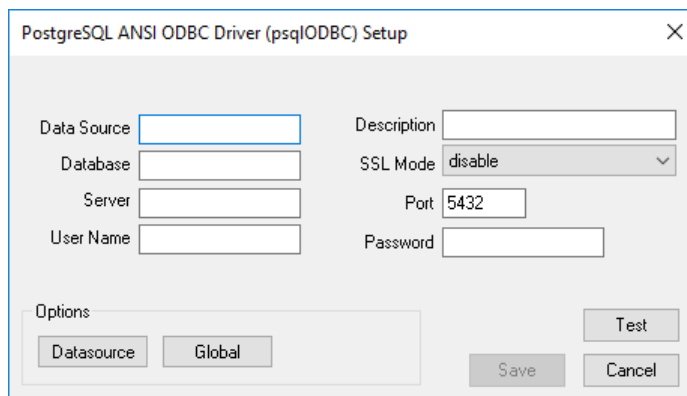 PostgreSQL ANSI ODBC Driver (psqlODBC) Setup
Data Source
Description
Database
SSL Mode disable
Server
Port 5432
User Name
Password
Options
Datasource Global
Test
Save Cancel